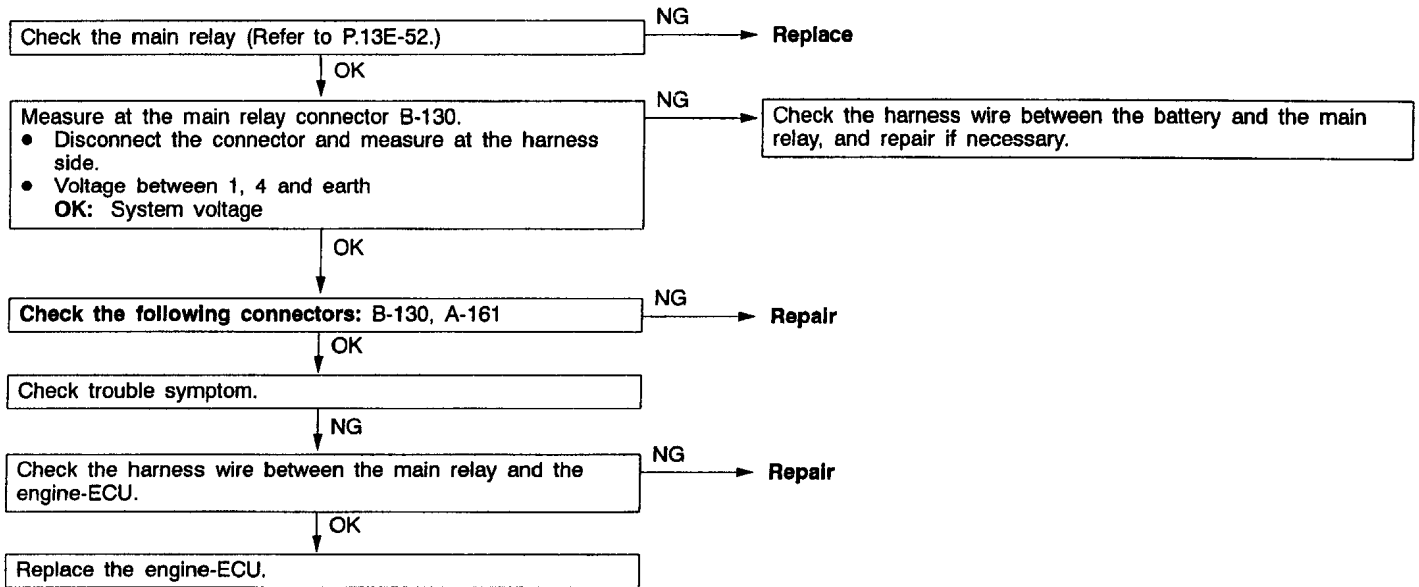 Check the main relay (Refer to P.13E-52.)
NG
Replace
OK
Measure at the main relay connector B-130.
● Disconnect the connector and measure at the harness
side.
● Voltage between 1, 4 and earth
OK: System voltage
NG
Check the harness wire between the battery and the main
relay, and repair if necessary.
OK
Check the following connectors: B-130, A-161
NG
Repair
OK
Check trouble symptom.
NG
Check the harness wire between the main relay and the
engine-ECU.
NG
Repair
OK
Replace the engine-ECU.